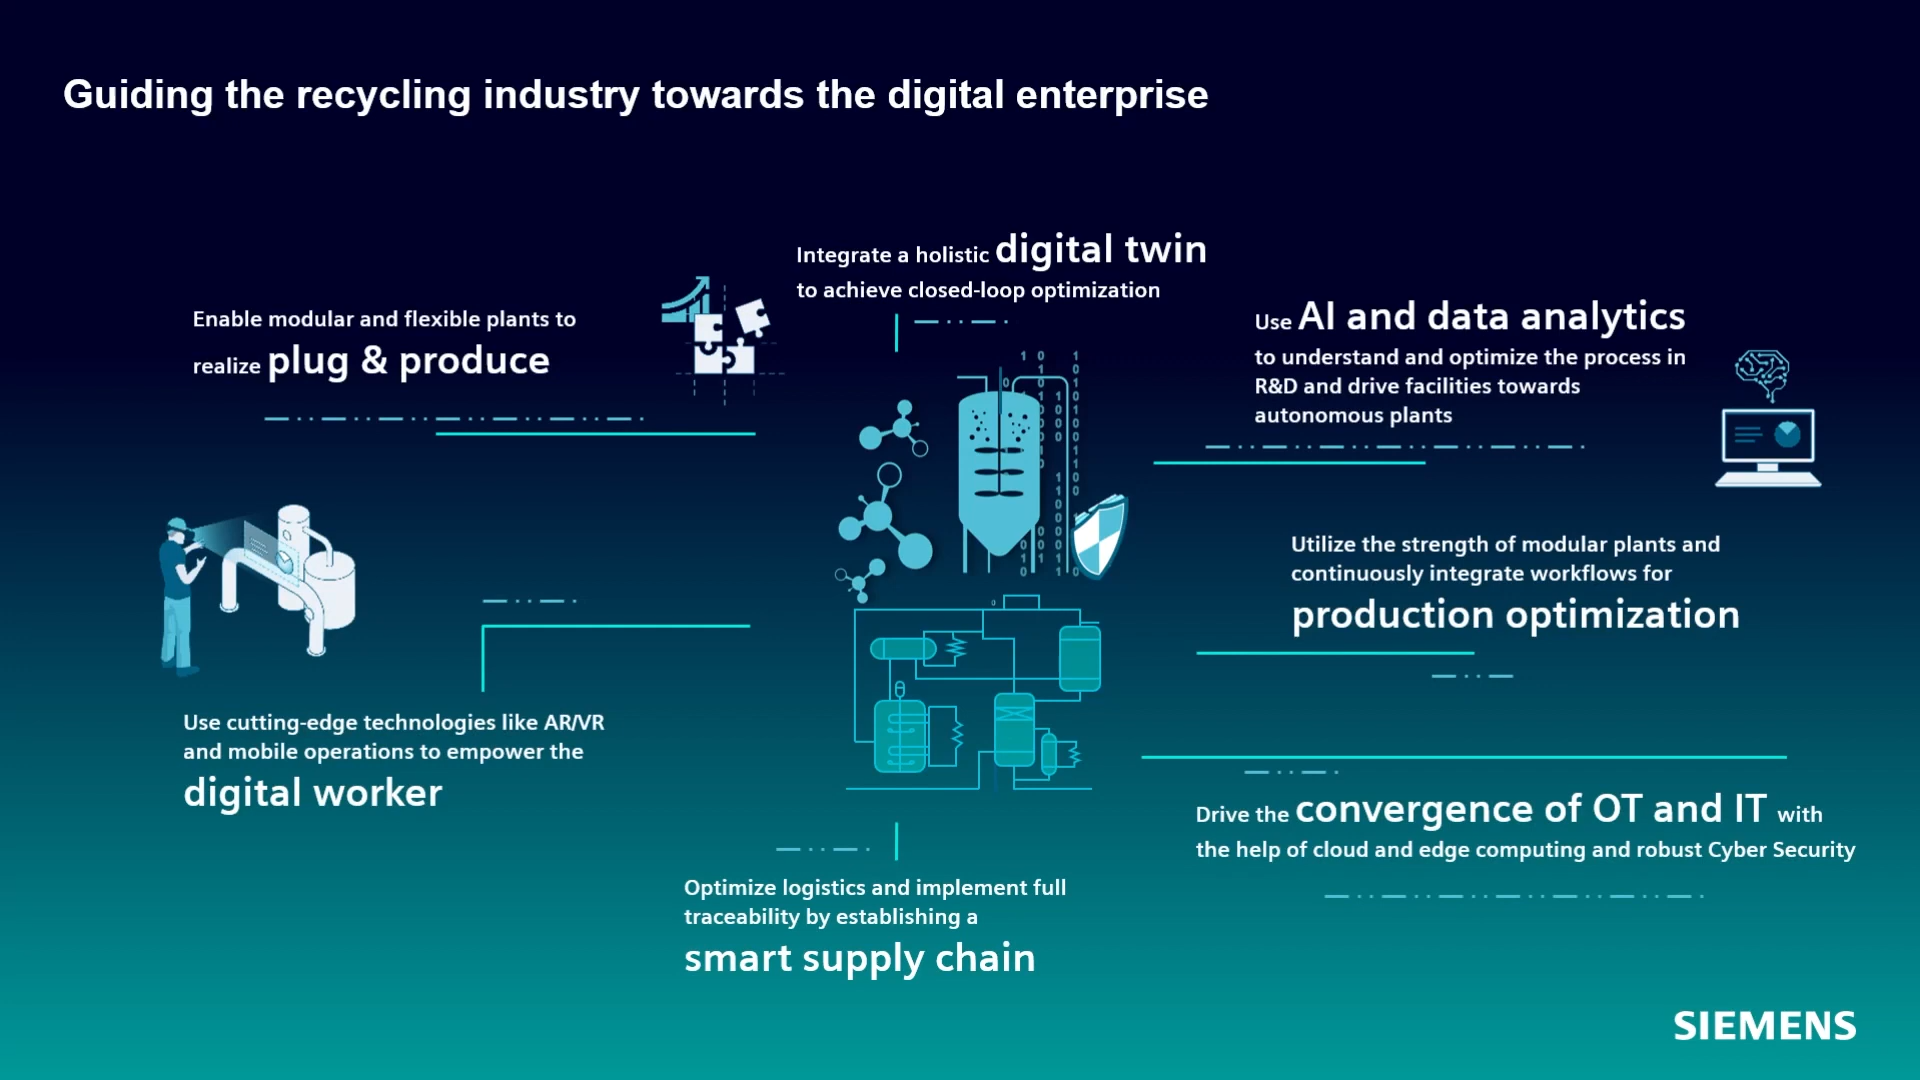 Guiding the recycling industry towards the digital enterprise
Integrate a holistic digital twin
to achieve closed-loop optimization
Enable modular and flexible plants to
realize plug & produce
Use AI and data analytics
to understand and optimize the process in
R&D and drive facilities towards
autonomous plants
Utilize the strength of modular plants and
continuously integrate workflows for
production optimization
Use cutting-edge technologies like AR/VR
and mobile operations to empower the
digital worker
Drive the convergence of OT and IT with
the help of cloud and edge computing and robust Cyber Security
Optimize logistics and implement full
traceability by establishing a
smart supply chain
SIEMENS